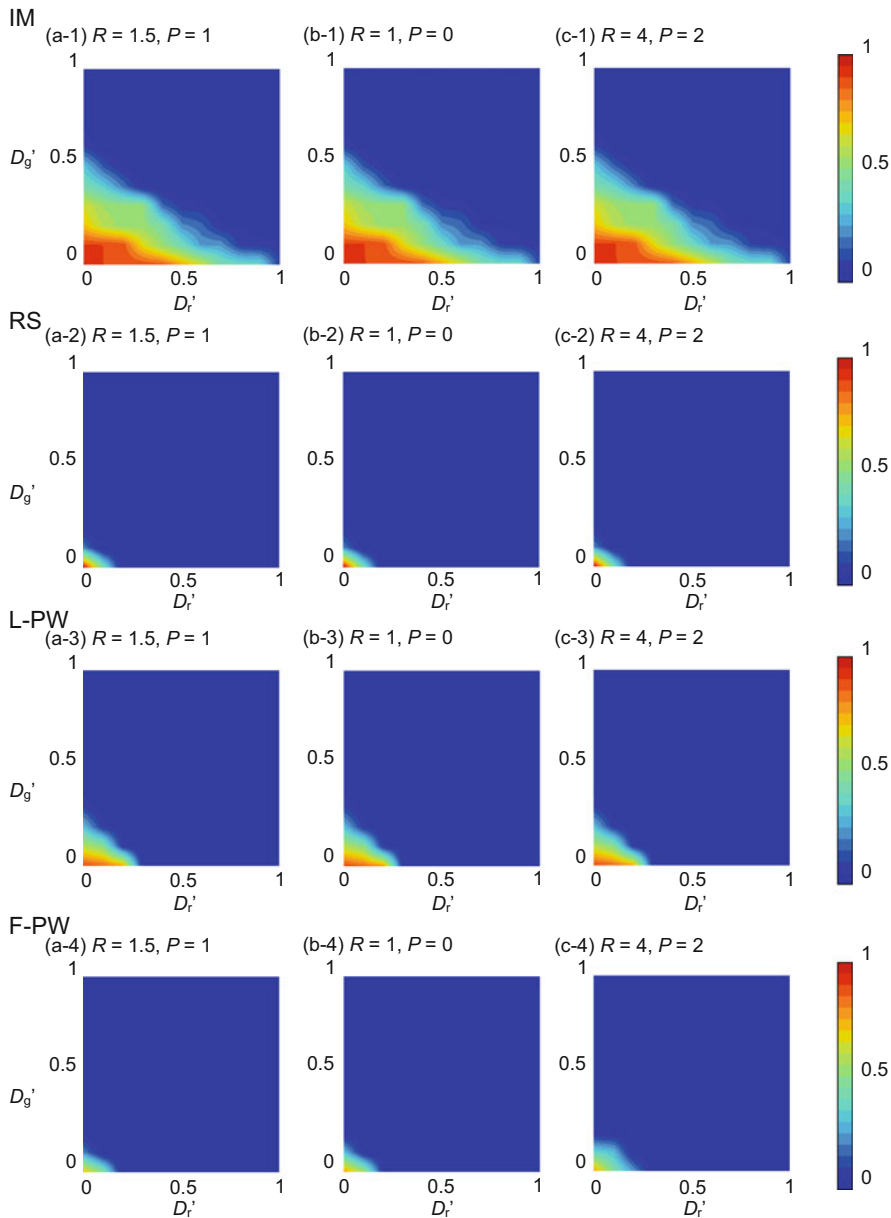 IM
(a-1) R = 1.5, P = 1
(b-1) R = 1, P = 0
(c-1) R = 4, P = 2
1
0.5
0
Dg'
0
0.5
1
Dr'
0
0.5
1
Dr'
0
0.5
1
Dr'
1
0.5
0
RS
(a-2) R = 1.5, P = 1
(b-2) R = 1, P = 0
(c-2) R = 4, P = 2
1
0.5
0
Dg'
1
0.5
0
1
0.5
0
0
0.5
1
Dr'
0
0.5
1
Dr'
0
0.5
1
Dr'
1
0.5
0
L-PW
(a-3) R = 1.5, P = 1
(b-3) R = 1, P = 0
(c-3) R = 4, P = 2
1
0.5
0
Dg'
1
0.5
0
1
0.5
0
0
0.5
1
Dr'
0
0.5
1
Dr'
0
0.5
1
Dr'
1
0.5
0
F-PW
(a-4) R = 1.5, P = 1
(b-4) R = 1, P = 0
(c-4) R = 4, P = 2
1
0.5
0
Dg'
1
0.5
0
1
0.5
0
0
0.5
1
Dr'
0
0.5
1
Dr'
0
0.5
1
Dr'
1
0.5
0